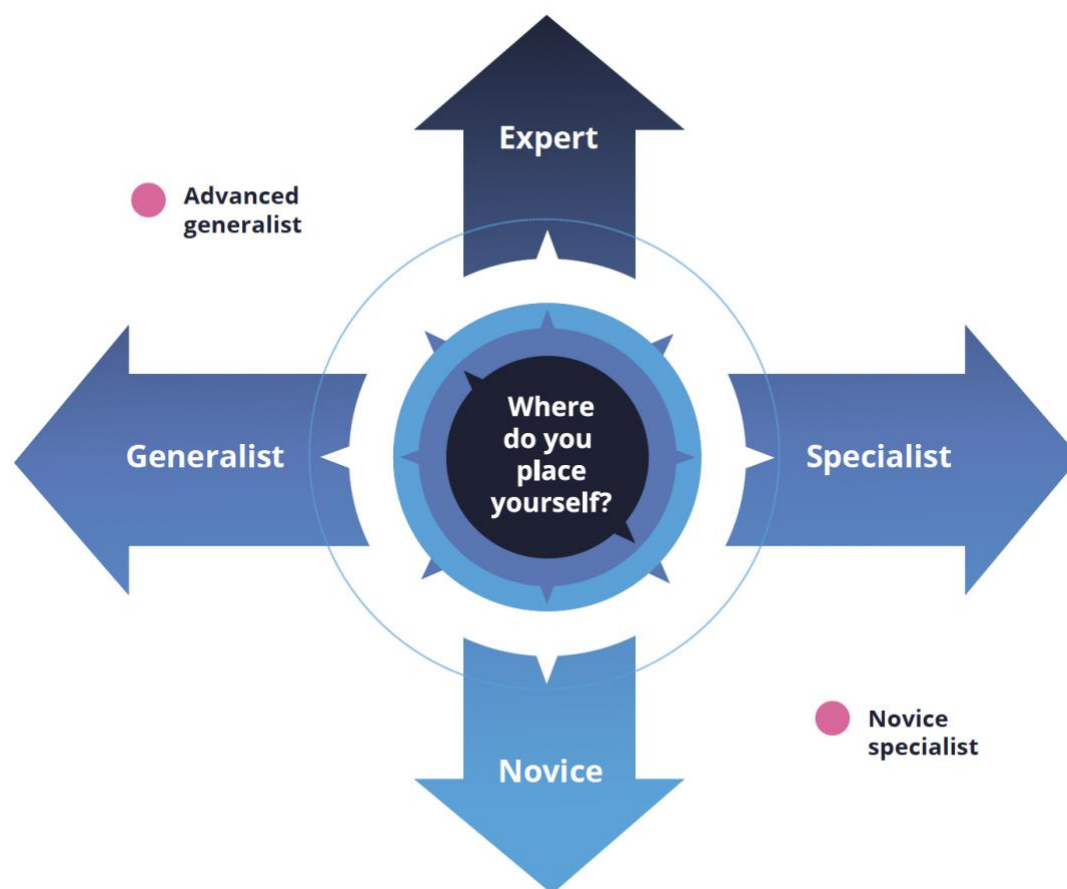 Expert
Advanced
generalist
Generalist
Where
do you
place
yourself?
Specialist
Novice
specialist
Novice